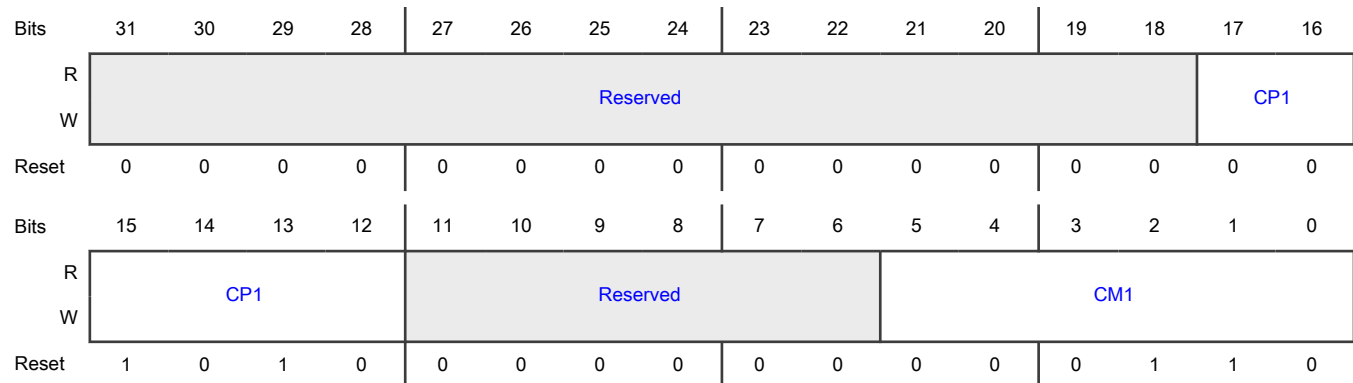 Bits 31 30 29 28 27 26 25 24 23 22 21 20 19 18 17 16
R
Reserved CP1
W
Reset 0 0 0 0 0 0 0 0 0 0 0 0 0 0 0 0
Bits 15 14 13 12 11 10 9 8 7 6 5 4 3 2 1 0
R
CP1 Reserved CM1
W
Reset 1 0 1 0 0 0 0 0 0 0 0 0 0 1 1 0